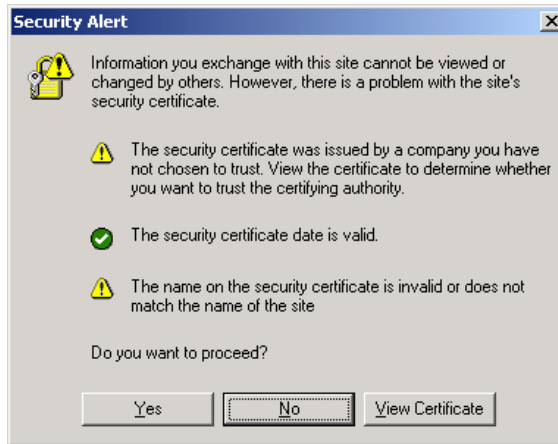 Security Alert
Information you exchange with this site cannot be viewed or
changed by others. However, there is a problem with the site's
security certificate.
The security certificate was issued by a company you have
not chosen to trust. View the certificate to determine whether
you want to trust the certifying authority.
The security certificate date is valid.
The name on the security certificate is invalid or does not
match the name of the site
Do you want to proceed?
Yes No View Certificate